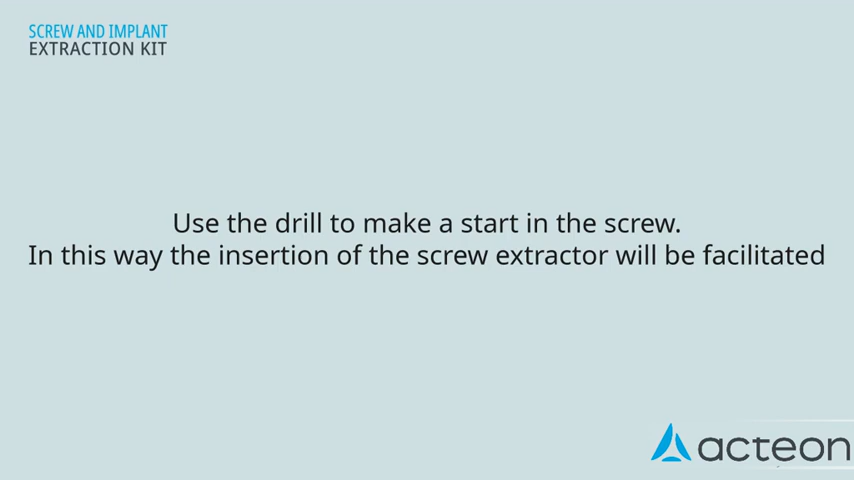 SCREW AND IMPLANT
EXTRACTION KIT
Use the drill to make a start in the screw.
In this way the insertion of the screw extractor will be facilitated
acteon